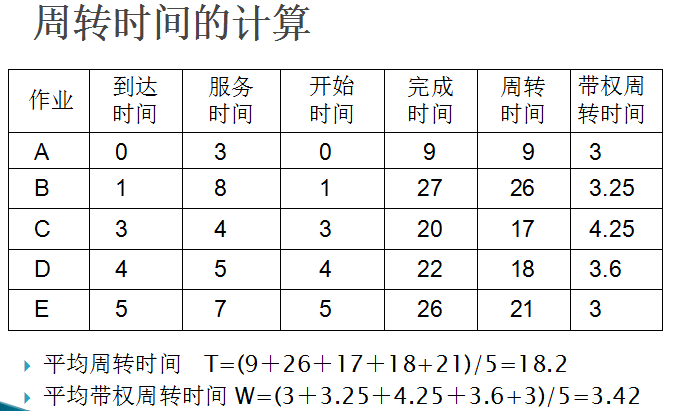 周转时间的计算
作业 到达时间 服务时间 开始时间 完成时间 周转时间 带权周转时间
A 0 3 0 9 9 3
B 1 8 1 27 26 3.25
C 3 4 3 20 17 4.25
D 4 5 4 22 18 3.6
E 5 7 5 26 21 3
平均周转时间 T=(9+26+17+18+21)/5=18.2
平均带权周转时间 W=(3+3.25+4.25+3.6+3)/5=3.42